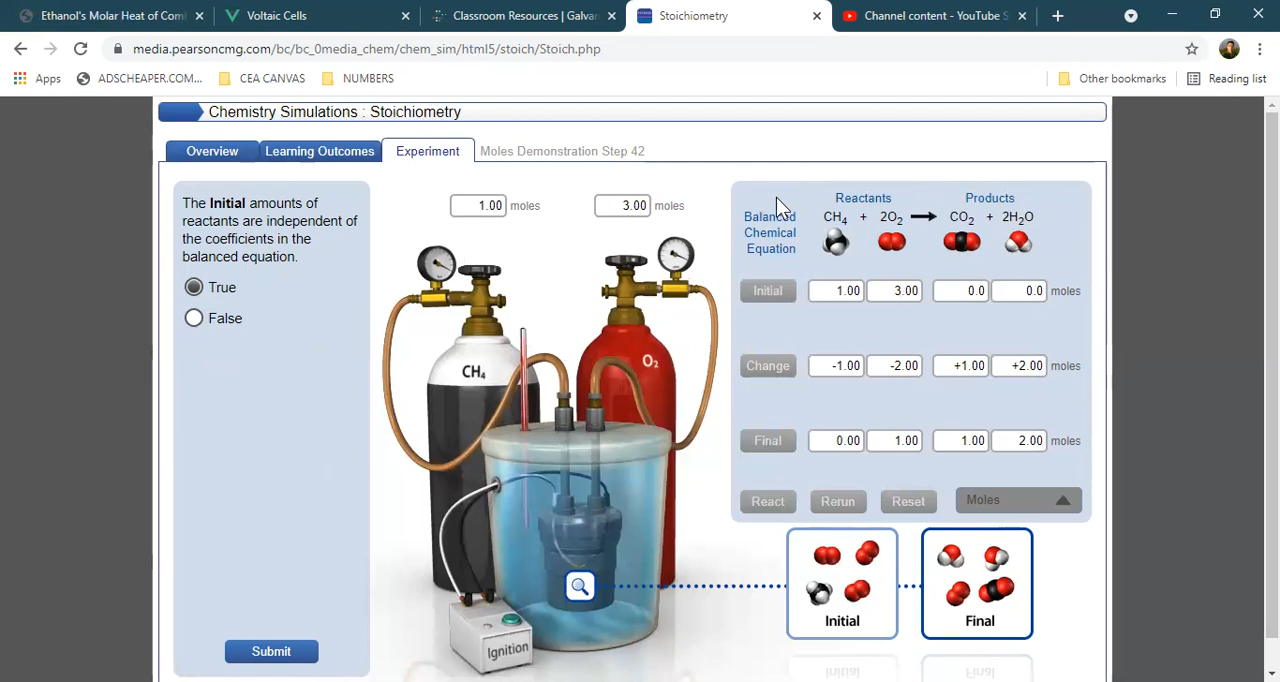 Ethanol's Molar Heat of Comb
Voltaic Cells
Classroom Resources | Galvan
Stoichiometry
Channel content - YouTube S
media.pearsoncmg.com/bc/bc_0media_chem/chem_sim/html5/stoich/Stoich.php
Apps
ADSCHEAPER.COM...
CEA CANVAS
NUMBERS
Other bookmarks
Reading list
Chemistry Simulations : Stoichiometry
Overview
Learning Outcomes
Experiment
Moles Demonstration Step 42
The Initial amounts of
reactants are independent of
the coefficients in the
balanced equation.
True
False
Submit
1.00 moles
3.00 moles
CH₄
O₂
Ignition
Reactants Products
Balanced
Chemical
Equation
CH₄ + 2O₂ → CO₂ + 2H₂O
Initial 1.00 3.00 0.0 0.0 moles
Change -1.00 -2.00 +1.00 +2.00 moles
Final 0.00 1.00 1.00 2.00 moles
React Rerun Reset Moles
Initial
Final